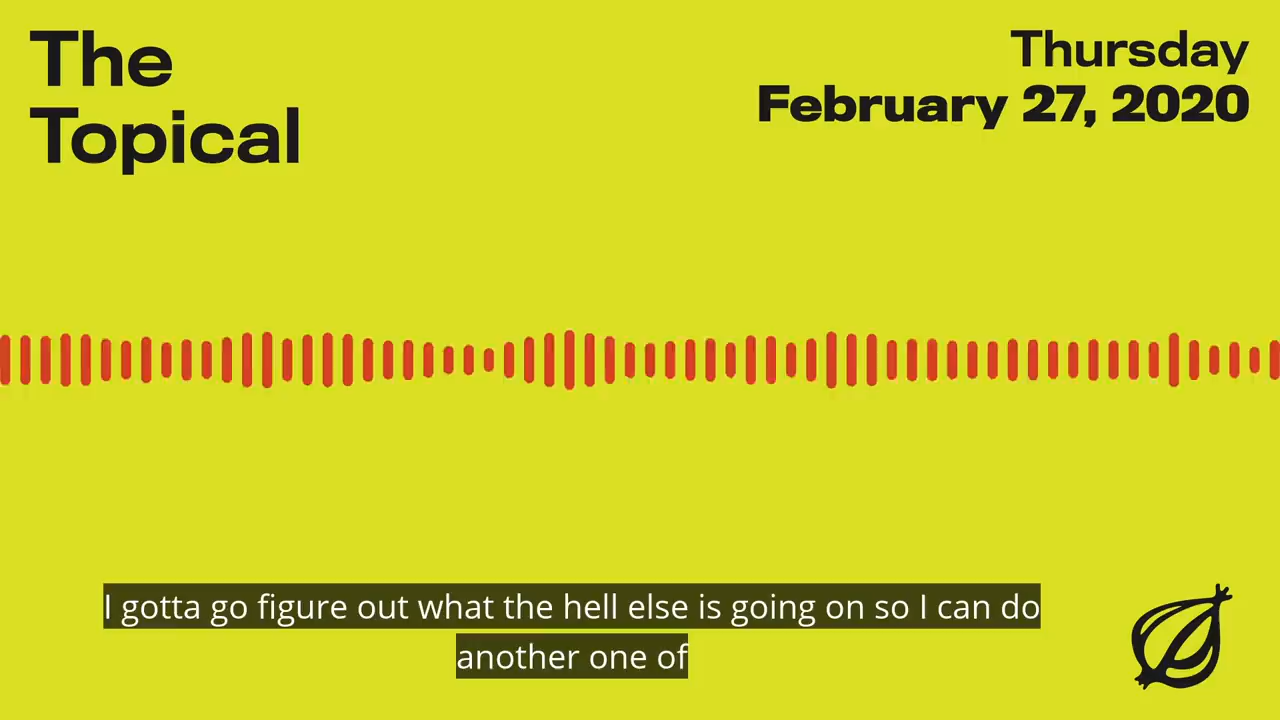 The
Topical
Thursday
February 27, 2020
I gotta go figure out what the hell else is going on so I can do
another one of